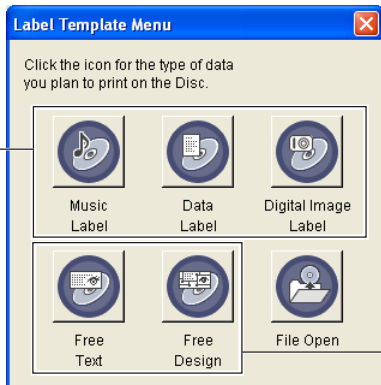 Label Template Menu
Click the icon for the type of data
you plan to print on the Disc.
Music
Label
Data
Label
Digital Image
Label
Free
Text
Free
Design
File Open